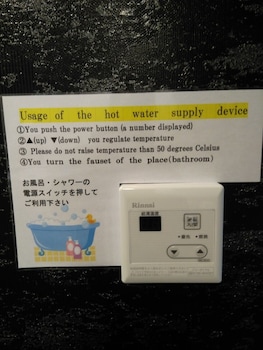 Usage of the hot water supply device
①You push the power button (a number displayed)
②▲(up) ▼(down) you regulate temperature
③ Please do not raise temperature than 50 degrees Celsius
④You turn the fauset of the place(bathroom)
お風呂・シャワーの
電源スイッチを押して
ご利用下さい
Rinnai